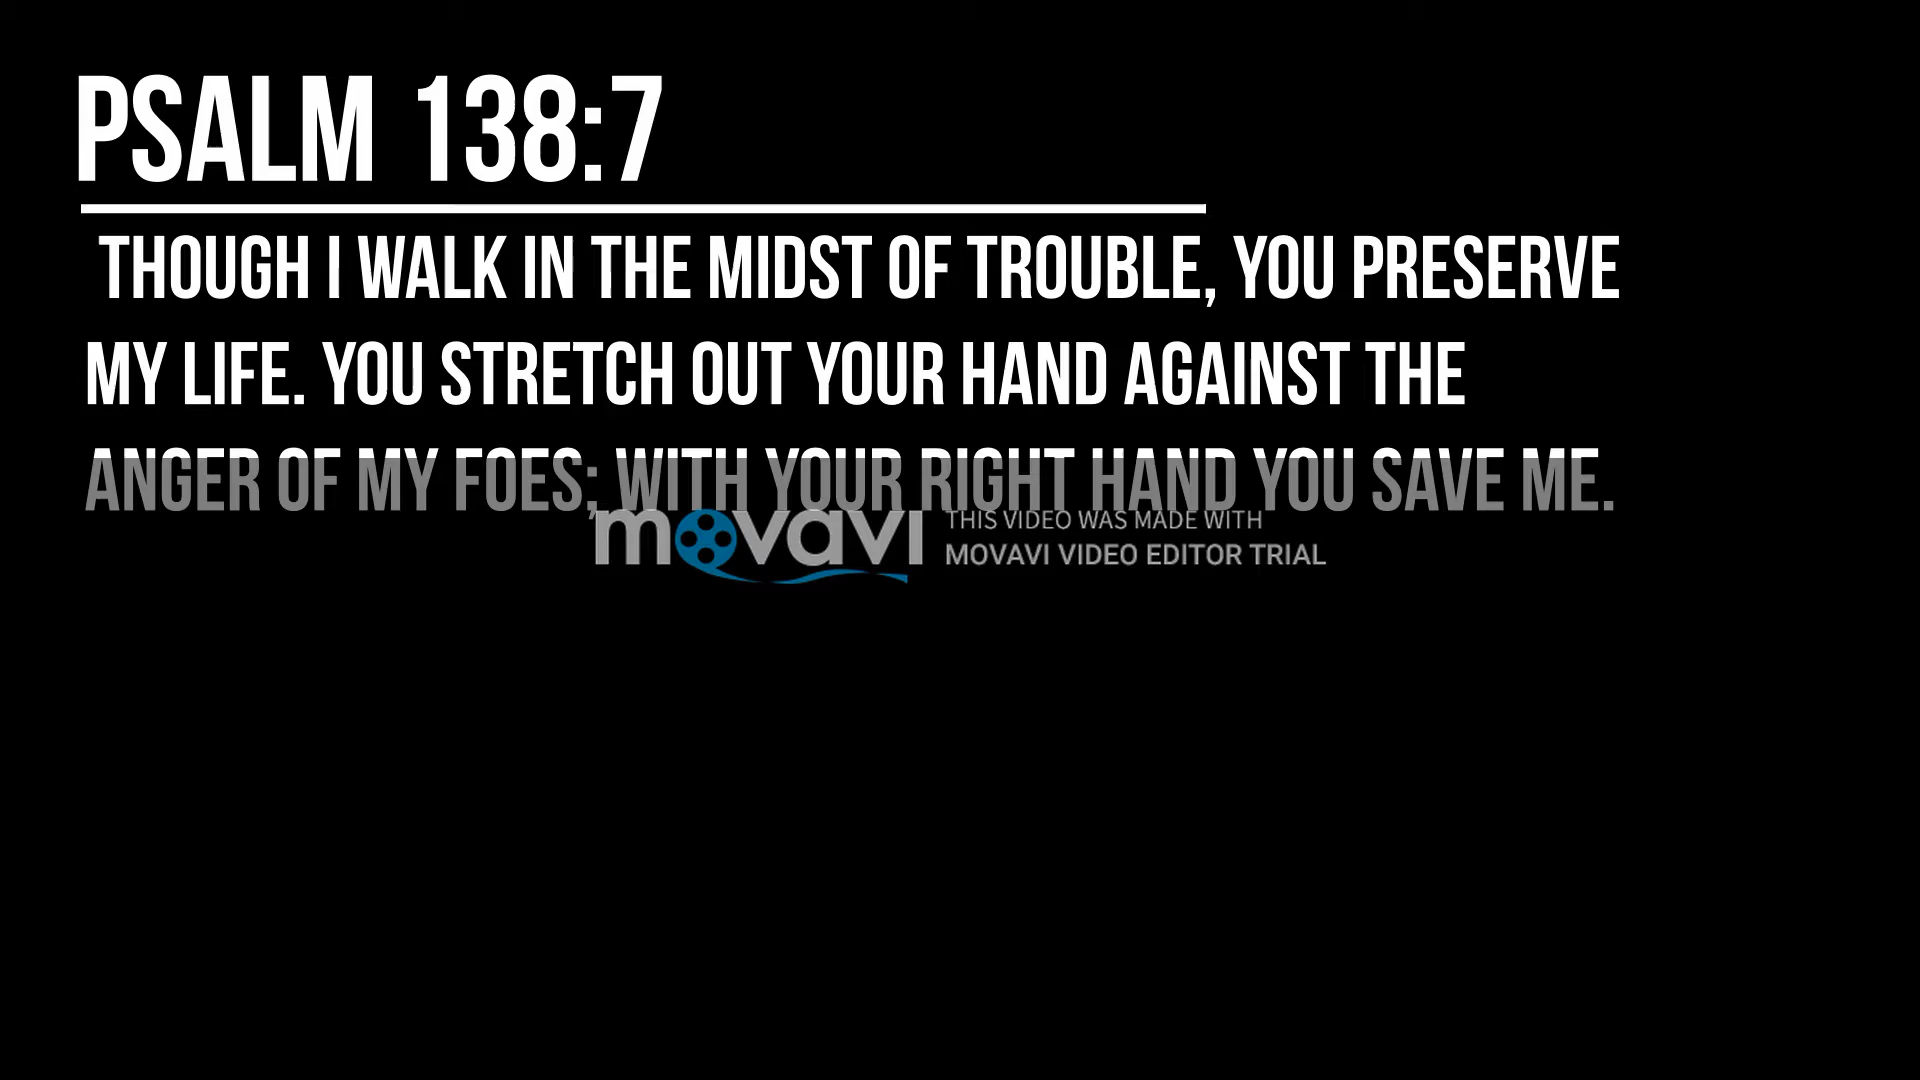 PSALM 138:7
THOUGH I WALK IN THE MIDST OF TROUBLE, YOU PRESERVE
MY LIFE. YOU STRETCH OUT YOUR HAND AGAINST THE
ANGER OF MY FOES; WITH YOUR RIGHT HAND YOU SAVE ME.
movavi
THIS VIDEO WAS MADE WITH
MOVAVI VIDEO EDITOR TRIAL